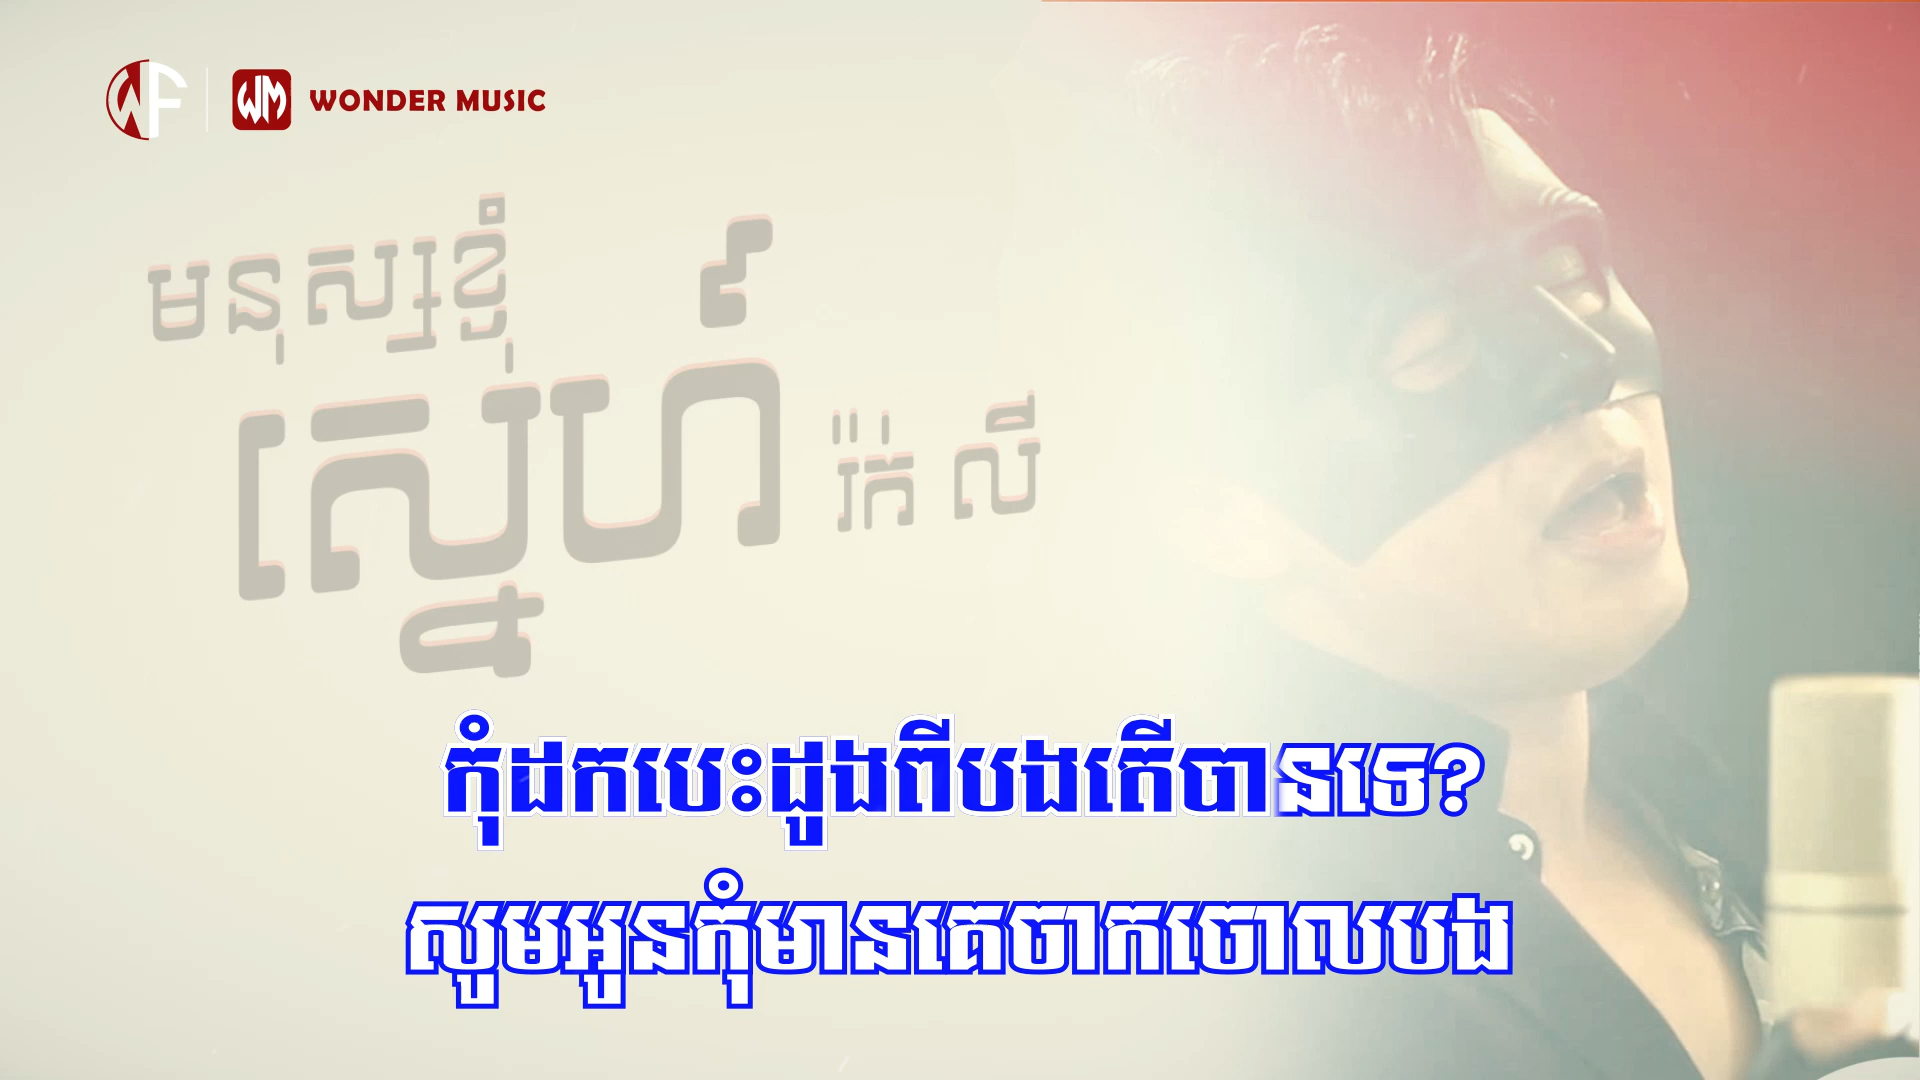 WF
WM WONDER MUSIC
មនុស្សខ្ញុំ
ស្នេហ៍
រ៉ក់ លី
កុំដកបេះដូងពីបងតើបានទេ?
សូមអូនកុំមានគេចាកចោលបង